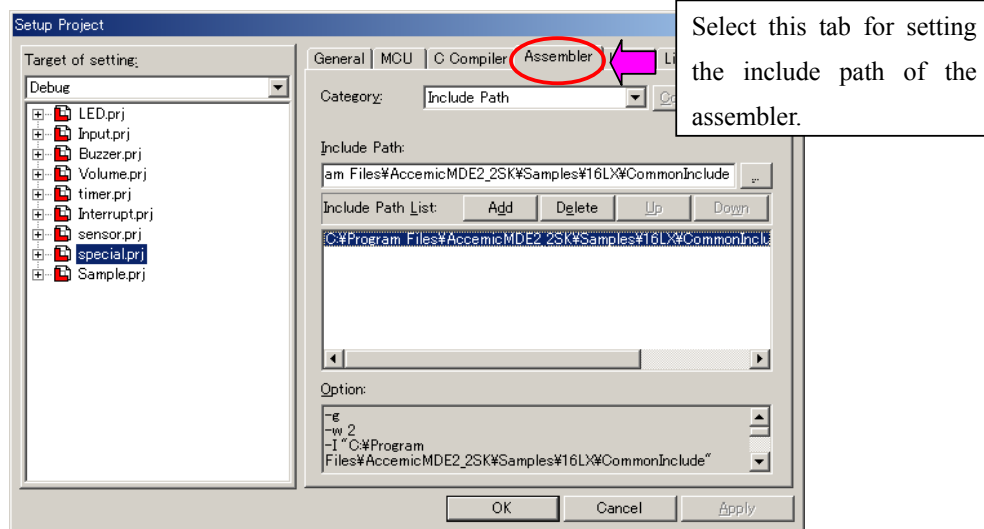 Setup Project
Select this tab for setting
the include path of the
assembler.
Target of setting:
Debug
LED.prj
Input.prj
Buzzer.prj
Volume.prj
timer.prj
Interrupt.prj
sensor.prj
special.prj
Sample.prj
General MCU C Compiler Assembler Li
Category: Include Path
Include Path:
am Files¥AccemicMDE2_2SK¥Samples¥16LX¥CommonInclude ...
Include Path List: Add Delete Up Down
C:¥Program Files¥AccemicMDE2_2SK¥Samples¥16LX¥CommonInclu
Option:
-g
-w 2
-I "C:¥Program
Files¥AccemicMDE2_2SK¥Samples¥16LX¥CommonInclude"
OK Cancel Apply